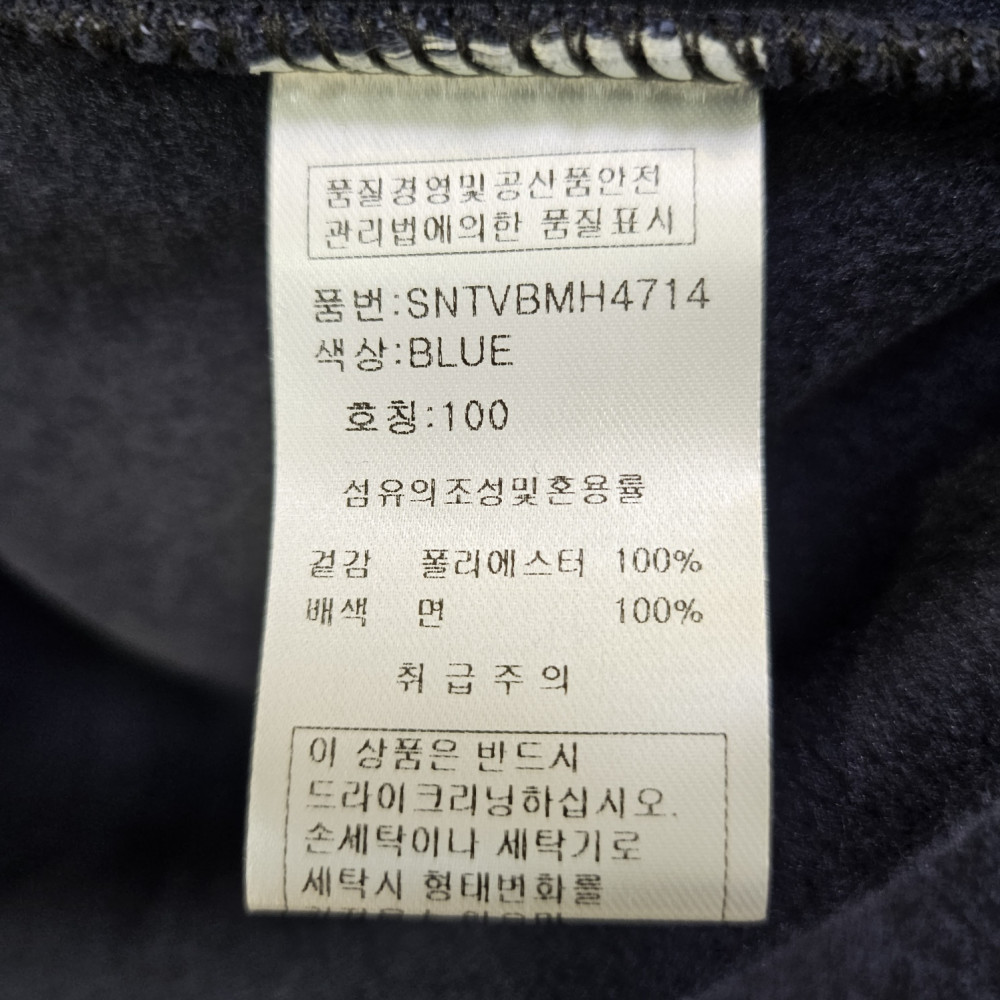 품질경영및공산품안전
관리법에의한 품질표시
품번:SNTVBMH4714
색상:BLUE
호칭:100
섬유의조성및혼용률
겉감 폴리에스터 100%
배색 면 100%
취급주의
이 상품은 반드시
드라이크리닝하십시오.
손세탁이나 세탁기로
세탁시 형태변화를